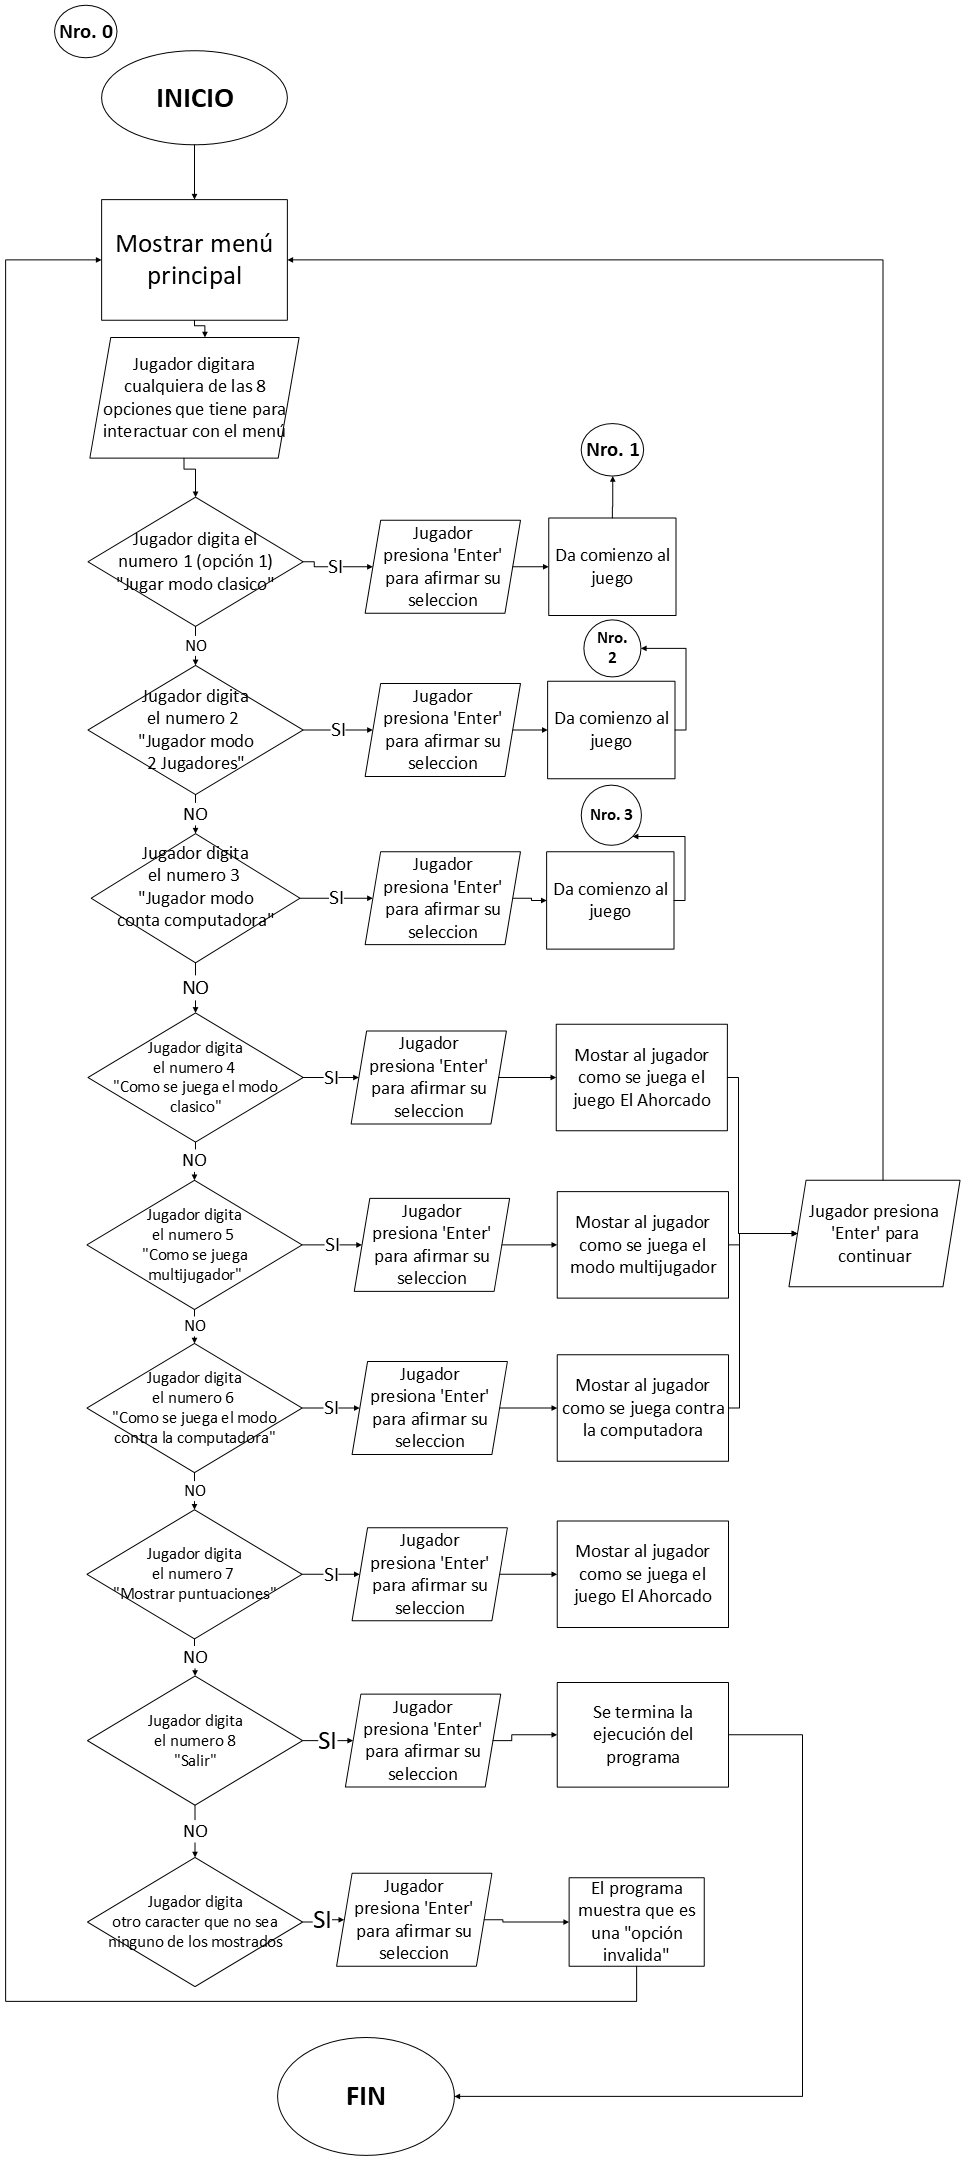 Nro. 0
INICIO
Mostrar menú
principal
Jugador digitara
cualquiera de las 8
opciones que tiene para
interactuar con el menú
Nro. 1
Jugador digita el
numero 1 (opción 1)
"Jugar modo clasico"
SI
Jugador
presiona 'Enter'
para afirmar su
seleccion
Da comienzo al
juego
NO
Nro.
2
Jugador digita
el numero 2
"Jugador modo
2 Jugadores"
SI
Jugador
presiona 'Enter'
para afirmar su
seleccion
Da comienzo al
juego
NO
Nro. 3
Jugador digita
el numero 3
"Jugador modo
conta computadora"
SI
Jugador
presiona 'Enter'
para afirmar su
seleccion
Da comienzo al
juego
NO
Jugador digita
el numero 4
"Como se juega el modo
clasico"
SI
Jugador
presiona 'Enter'
para afirmar su
seleccion
Mostar al jugador
como se juega el
juego El Ahorcado
NO
Jugador digita
el numero 5
"Como se juega
multijugador"
SI
Jugador
presiona 'Enter'
para afirmar su
seleccion
Mostar al jugador
como se juega el
modo multijugador
Jugador presiona
'Enter' para
continuar
NO
Jugador digita
el numero 6
"Como se juega el modo
contra la computadora"
SI
Jugador
presiona 'Enter'
para afirmar su
seleccion
Mostar al jugador
como se juega contra
la computadora
NO
Jugador digita
el numero 7
"Mostrar puntuaciones"
SI
Jugador
presiona 'Enter'
para afirmar su
seleccion
Mostar al jugador
como se juega el
juego El Ahorcado
NO
Jugador digita
el numero 8
"Salir"
SI
Jugador
presiona 'Enter'
para afirmar su
seleccion
Se termina la
ejecución del
programa
NO
Jugador digita
otro caracter que no sea
ninguno de los mostrados
SI
Jugador
presiona 'Enter'
para afirmar su
seleccion
El programa
muestra que es
una "opción
invalida"
FIN